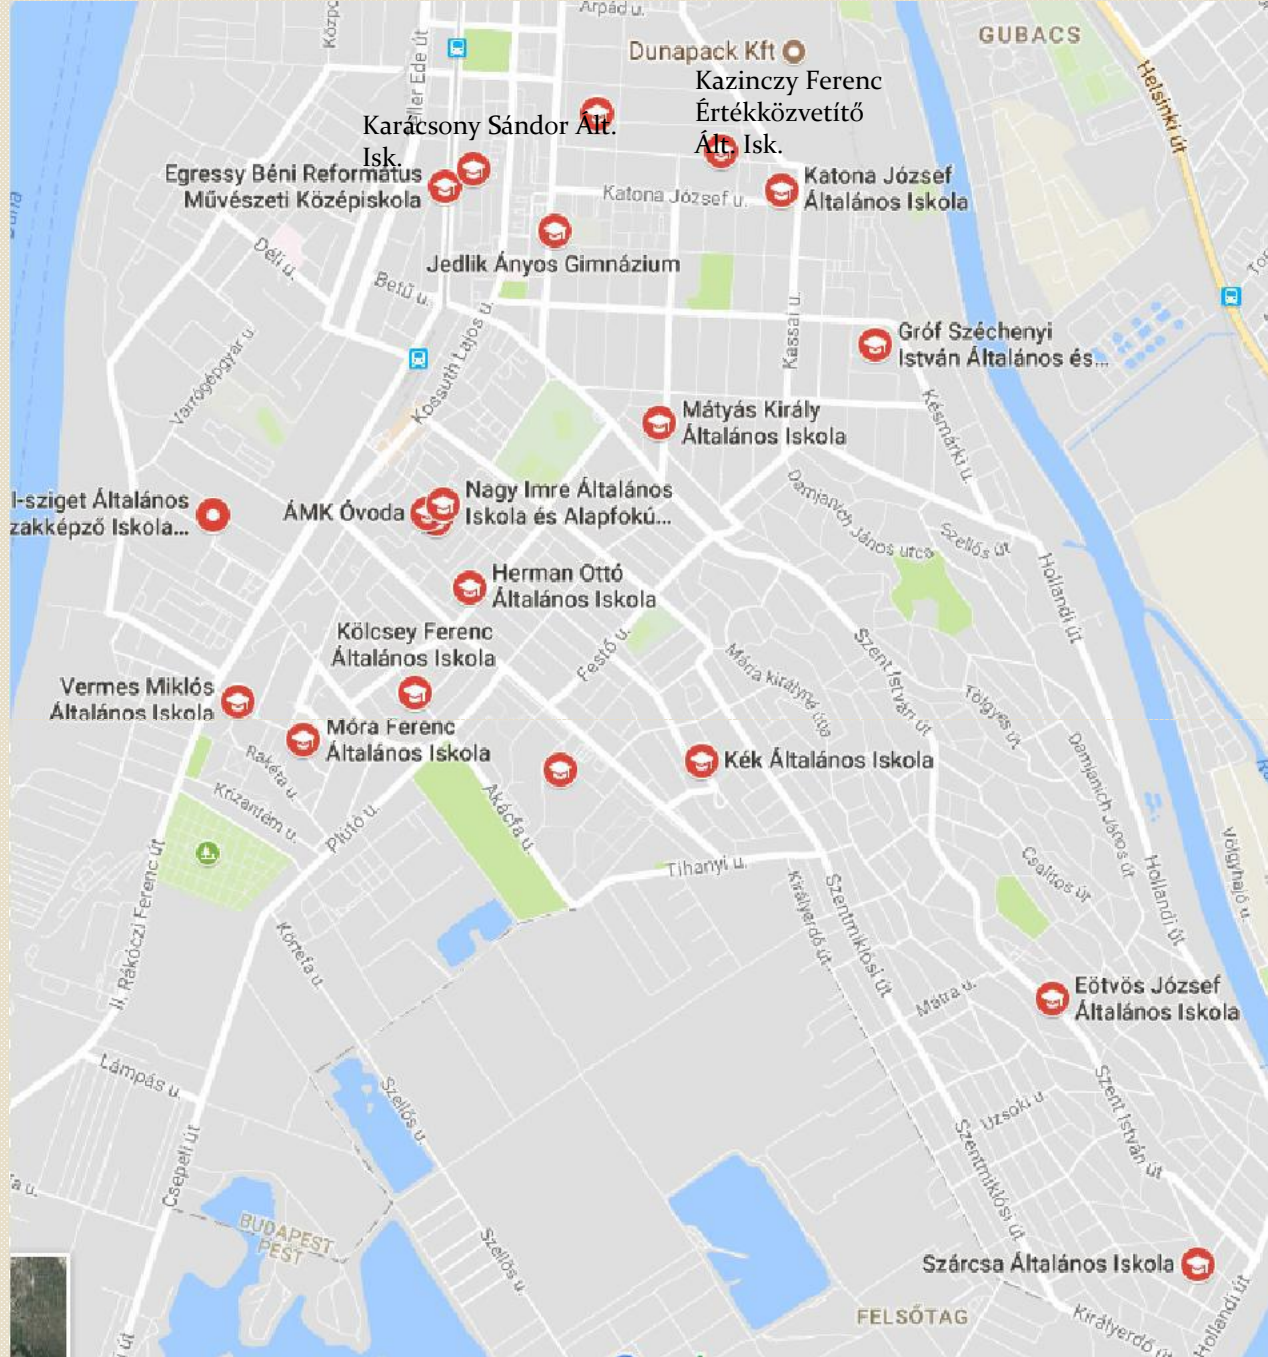 Árpád u.
GUBACS
Dunapack Kft
Helsinki út
Kazinczy Ferenc
Értékközvetítő
Ált. Isk.
Karácsony Sándor Ált.
Isk.
Egressy Béni Református
Művészeti Középiskola
Katona József u.
Katona József
Általános Iskola
Jedlik Ányos Gimnázium
Déli u.
Betű u.
Kossuth Lajos u.
Kassai u.
Varrógépgyár u.
Gróf Széchenyi
István Általános és...
Késmárki u.
Mátyás Király
Általános Iskola
l-sziget Általános
zakképző Iskola...
ÁMK Óvoda
Nagy Imre Általános
Iskola és Alapfokú...
Damjanich János utca
Szellős út
Hollandi út
Herman Ottó
Általános Iskola
Kölcsey Ferenc
Általános Iskola
Festő u.
Mária királyné útja
Szent István út
Tölgyes út
Vermes Miklós
Általános Iskola
Móra Ferenc
Általános Iskola
Kék Általános Iskola
Rakéta u.
Krizantém u.
Plútó u.
Akácfa u.
Damjanich János út
Tihanyi u.
Csalitos út
Völgyhajó u.
II. Rákóczi Ferenc út
Királyerdő út
Szentmiklósi út
Hollandi út
Körtefa u.
Mátra u.
Eötvös József
Általános Iskola
Lámpás u.
Szellős u.
Uzsoki u.
Szent István út
Szentmiklósi út
Csepeli út
BUDAPEST
PEST
Szellős u.
Szárcsa Általános Iskola
FELSŐTAG
Királyerdő út
Hollandi út